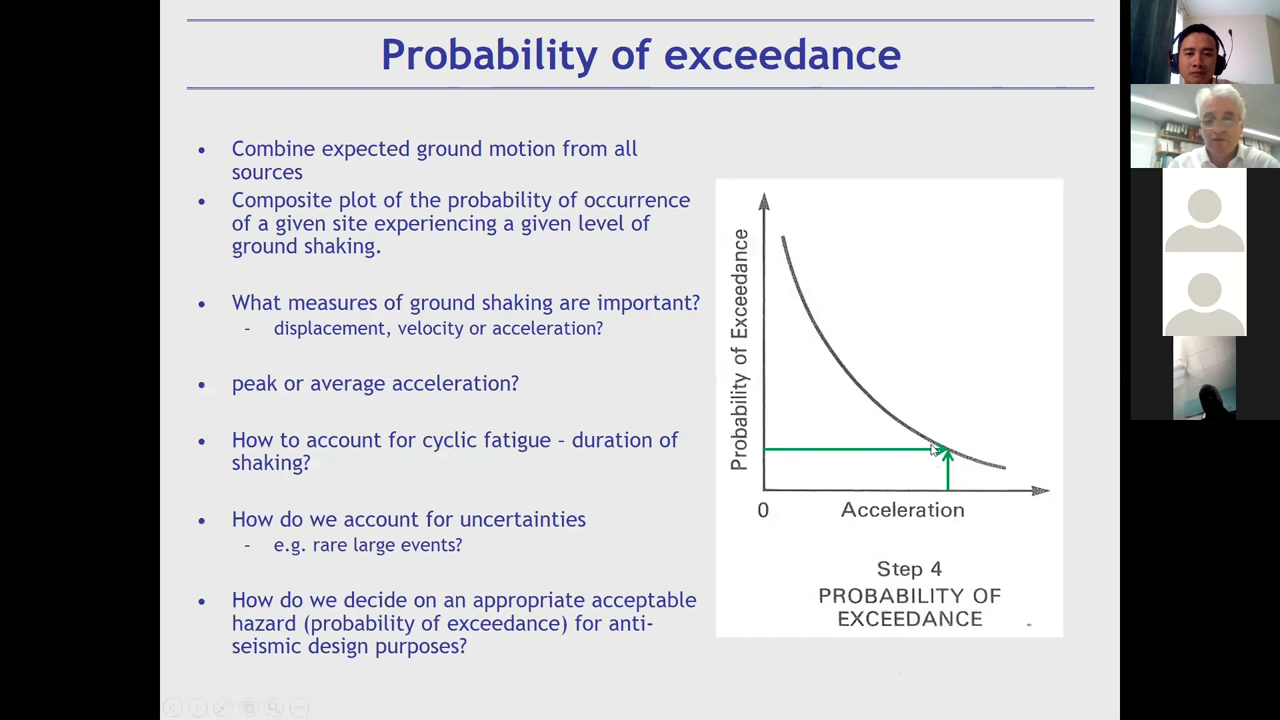 Probability of exceedance
• Combine expected ground motion from all
sources
• Composite plot of the probability of occurrence
of a given site experiencing a given level of
ground shaking.
• What measures of ground shaking are important?
- displacement, velocity or acceleration?
• peak or average acceleration?
• How to account for cyclic fatigue – duration of
shaking?
• How do we account for uncertainties
- e.g. rare large events?
• How do we decide on an appropriate acceptable
hazard (probability of exceedance) for anti-
seismic design purposes?
Probability of Exceedance
0
Acceleration
Step 4
PROBABILITY OF
EXCEEDANCE